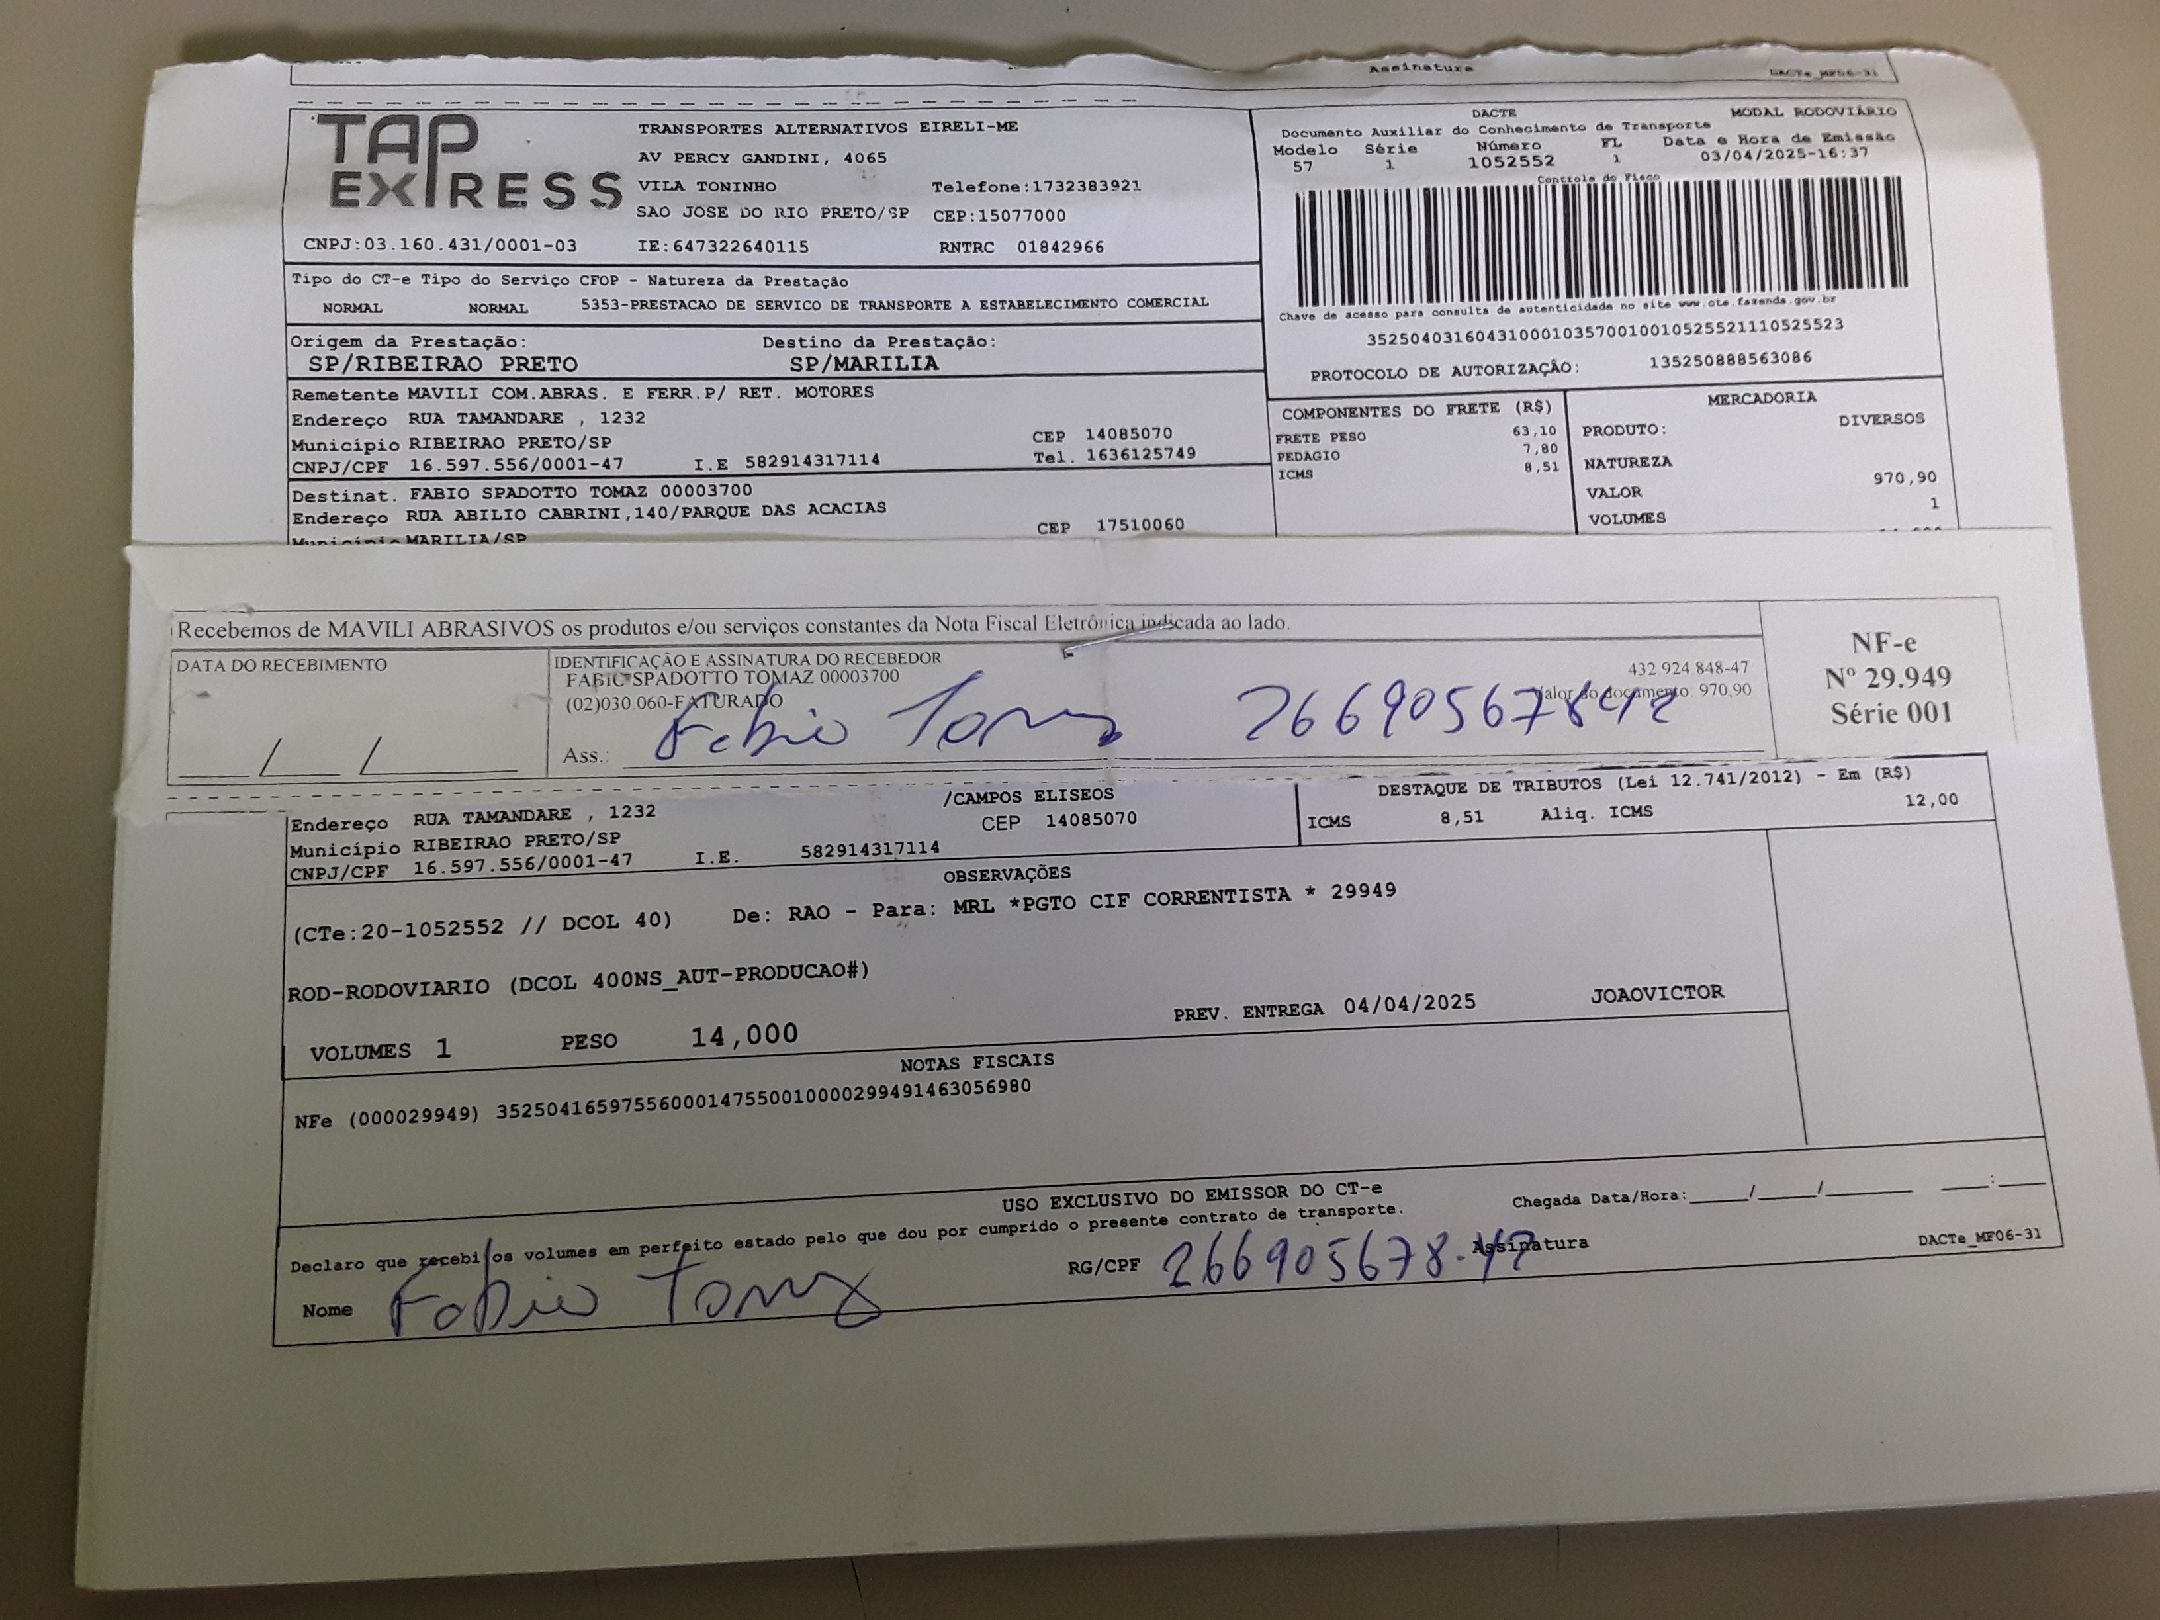 Assinatura
DACTe_MF06-31
TAP EXPRESS
TRANSPORTES ALTERNATIVOS EIRELI-ME
AV PERCY GANDINI, 4065
VILA TONINHO Telefone:1732383921
SAO JOSE DO RIO PRETO/SP CEP:15077000
CNPJ:03.160.431/0001-03 IE:647322640115 RNTRC 01842966
DACTE MODAL RODOVIÁRIO
Documento Auxiliar do Conhecimento de Transporte
Modelo Série Número FL Data e Hora de Emissão
57 1 1052552 1 03/04/2025-16:37
Controle do Fisco
Chave de acesso para consulta de autenticidade no site www.cte.fazenda.gov.br
35250403160431000103570010010525521110525523
PROTOCOLO DE AUTORIZAÇÃO: 135250888563086
Tipo do CT-e Tipo do Serviço CFOP - Natureza da Prestação
NORMAL NORMAL 5353-PRESTACAO DE SERVICO DE TRANSPORTE A ESTABELECIMENTO COMERCIAL
Origem da Prestação: Destino da Prestação:
SP/RIBEIRAO PRETO SP/MARILIA
Remetente MAVILI COM.ABRAS. E FERR.P/ RET. MOTORES
Endereço RUA TAMANDARE , 1232
Município RIBEIRAO PRETO/SP CEP 14085070
CNPJ/CPF 16.597.556/0001-47 I.E 582914317114 Tel. 1636125749
Destinat. FABIO SPADOTTO TOMAZ 00003700
Endereço RUA ABILIO CABRINI,140/PARQUE DAS ACACIAS
Município MARILIA/SP CEP 17510060
COMPONENTES DO FRETE (R$)
FRETE PESO 63,10
PEDAGIO 7,80
ICMS 8,51
MERCADORIA
PRODUTO: DIVERSOS
NATUREZA
VALOR 970,90
VOLUMES 1
Recebemos de MAVILI ABRASIVOS os produtos e/ou serviços constantes da Nota Fiscal Eletrônica indicada ao lado.
DATA DO RECEBIMENTO
IDENTIFICAÇÃO E ASSINATURA DO RECEBEDOR
FABIO SPADOTTO TOMAZ 00003700 432 924 848-47
(02)030.060-FATURADO Valor do documento: 970,90
Ass.: Fabio Tomaz 26690567842
__/__/__
NF-e
Nº 29.949
Série 001
Endereço RUA TAMANDARE , 1232 /CAMPOS ELISEOS
Município RIBEIRAO PRETO/SP CEP 14085070
CNPJ/CPF 16.597.556/0001-47 I.E. 582914317114
DESTAQUE DE TRIBUTOS (Lei 12.741/2012) - Em (R$)
ICMS 8,51 Aliq. ICMS 12,00
OBSERVAÇÕES
(CTe:20-1052552 // DCOL 40) De: RAO - Para: MRL *PGTO CIF CORRENTISTA * 29949
ROD-RODOVIARIO (DCOL 400NS_AUT-PRODUCAO#)
PREV. ENTREGA 04/04/2025 JOAOVICTOR
VOLUMES 1 PESO 14,000
NOTAS FISCAIS
NFe (000029949) 35250416597556000147550010000299491463056980
USO EXCLUSIVO DO EMISSOR DO CT-e
Declaro que recebi os volumes em perfeito estado pelo que dou por cumprido o presente contrato de transporte.
Chegada Data/Hora:____/____/______ ___:___
Nome Fabio Tomaz RG/CPF 266905678-47 Assinatura
DACTe_MF06-31